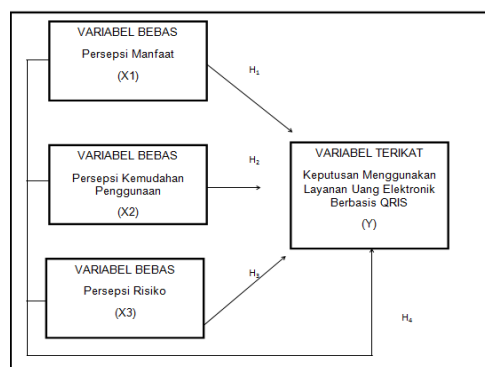 VARIABEL BEBAS
Persepsi Manfaat
(X1)
H1
VARIABEL BEBAS
Persepsi Kemudahan
Penggunaan
(X2)
H2
VARIABEL TERIKAT
Keputusan Menggunakan
Layanan Uang Elektronik
Berbasis QRIS
(Y)
VARIABEL BEBAS
Persepsi Risiko
(X3)
H3
H4